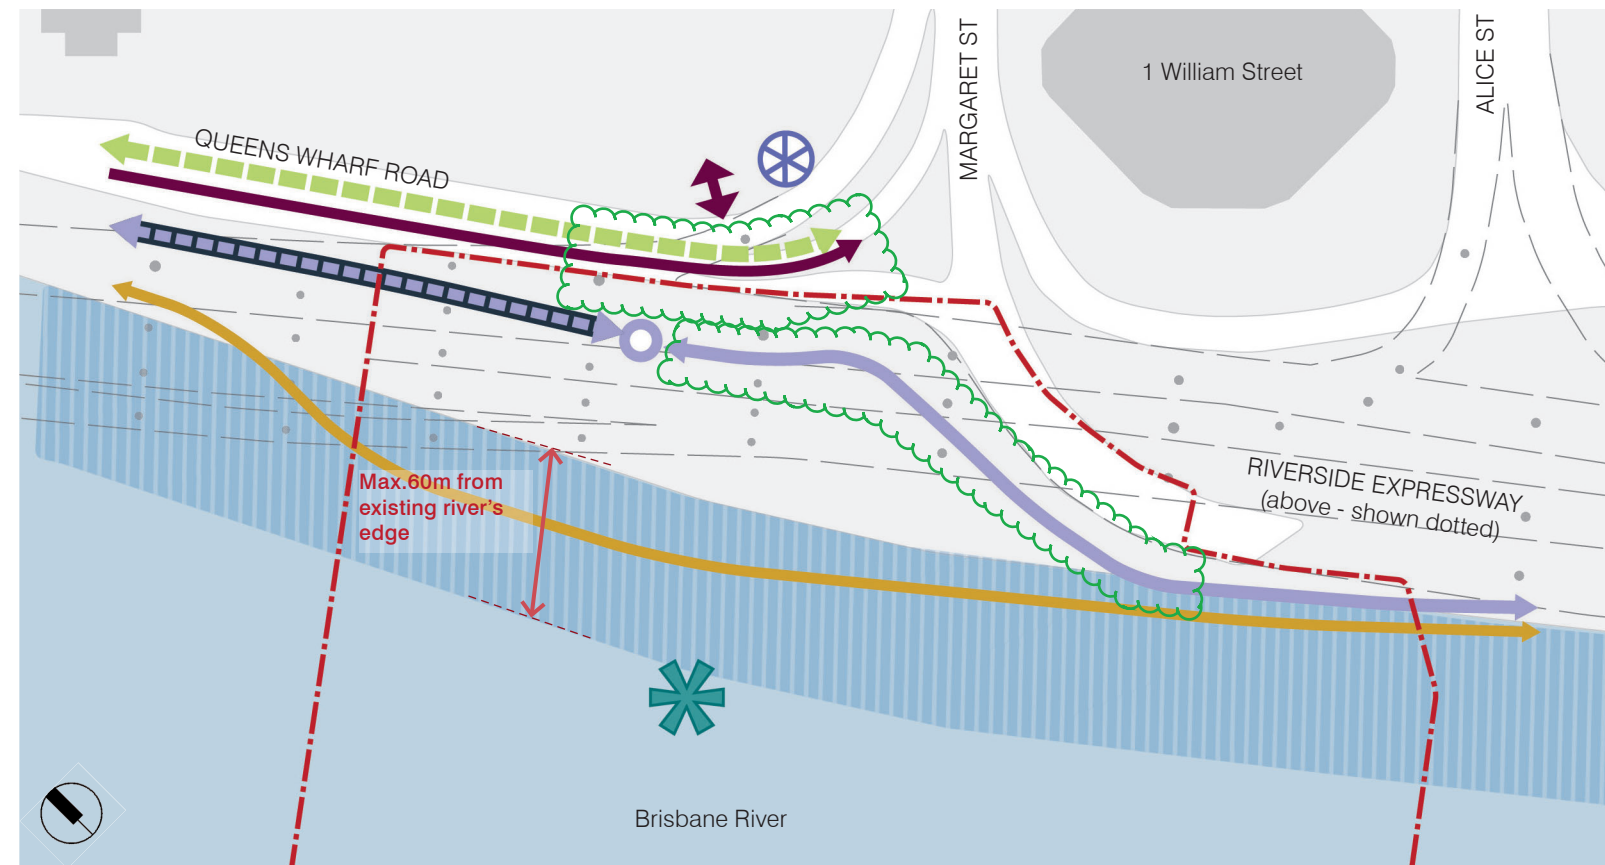 MARGARET ST
1 William Street
ALICE ST
QUEENS WHARF ROAD
RIVERSIDE EXPRESSWAY
(above - shown dotted)
Max.60m from
existing river's
edge
Brisbane River